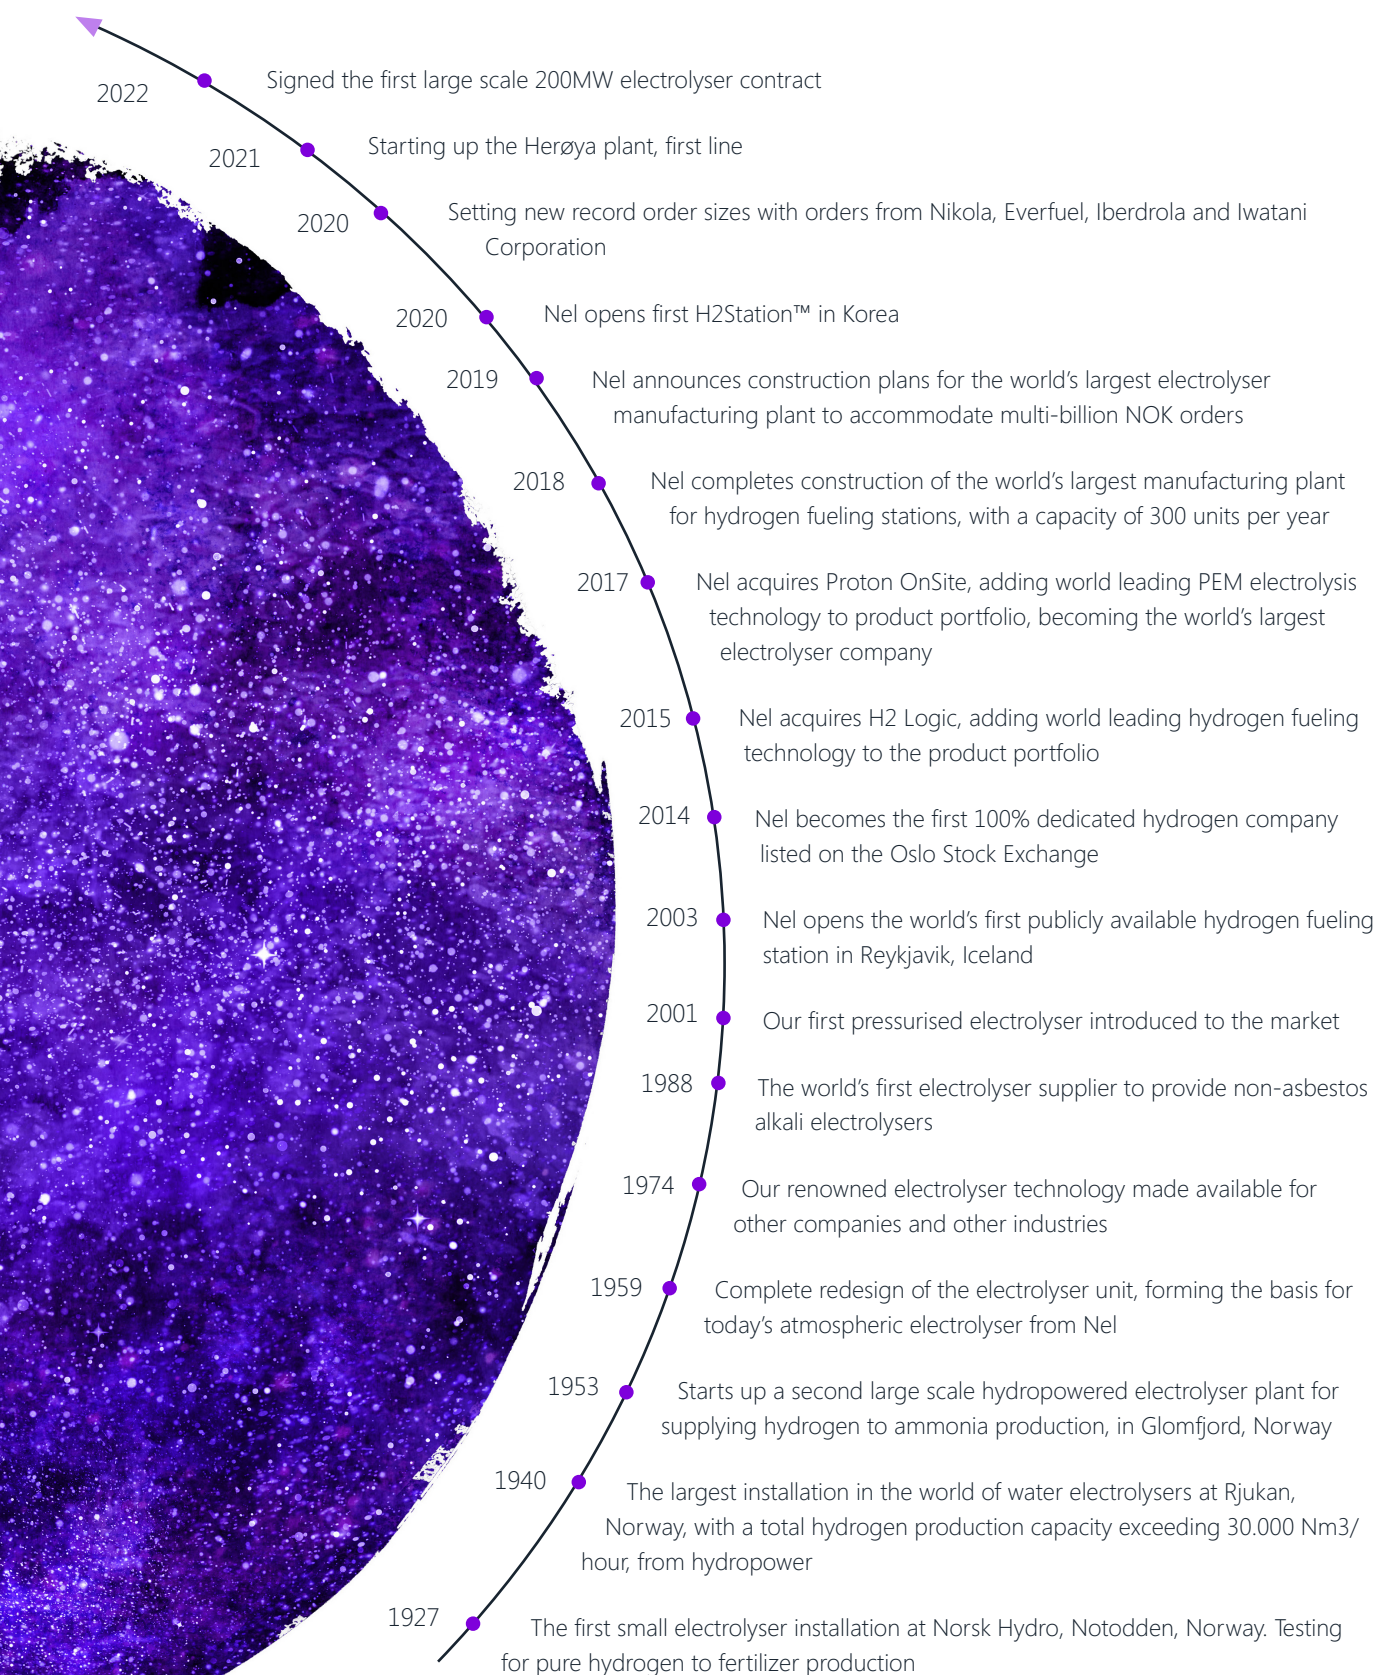 2022
Signed the first large scale 200MW electrolyser contract
2021
Starting up the Herøya plant, first line
2020
Setting new record order sizes with orders from Nikola, Everfuel, Iberdrola and Iwatani
Corporation
2020
Nel opens first H2Station™ in Korea
2019
Nel announces construction plans for the world’s largest electrolyser
manufacturing plant to accommodate multi-billion NOK orders
2018
Nel completes construction of the world’s largest manufacturing plant
for hydrogen fueling stations, with a capacity of 300 units per year
2017
Nel acquires Proton OnSite, adding world leading PEM electrolysis
technology to product portfolio, becoming the world’s largest
electrolyser company
2015
Nel acquires H2 Logic, adding world leading hydrogen fueling
technology to the product portfolio
2014
Nel becomes the first 100% dedicated hydrogen company
listed on the Oslo Stock Exchange
2003
Nel opens the world’s first publicly available hydrogen fueling
station in Reykjavik, Iceland
2001
Our first pressurised electrolyser introduced to the market
1988
The world’s first electrolyser supplier to provide non-asbestos
alkali electrolysers
1974
Our renowned electrolyser technology made available for
other companies and other industries
1959
Complete redesign of the electrolyser unit, forming the basis for
today’s atmospheric electrolyser from Nel
1953
Starts up a second large scale hydropowered electrolyser plant for
supplying hydrogen to ammonia production, in Glomfjord, Norway
1940
The largest installation in the world of water electrolysers at Rjukan,
Norway, with a total hydrogen production capacity exceeding 30.000 Nm3/
hour, from hydropower
1927
The first small electrolyser installation at Norsk Hydro, Notodden, Norway. Testing
for pure hydrogen to fertilizer production